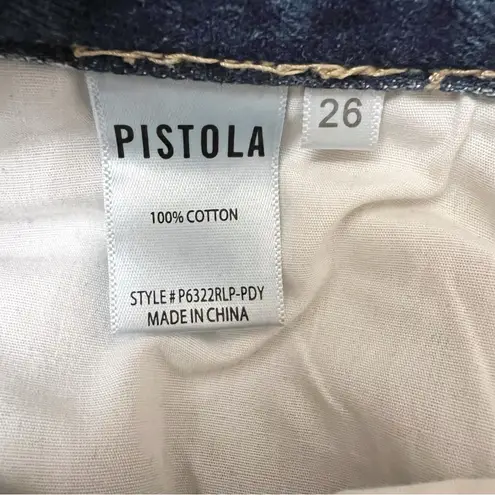 PISTOLA
26
100% COTTON
STYLE # P6322RLP-PDY
MADE IN CHINA